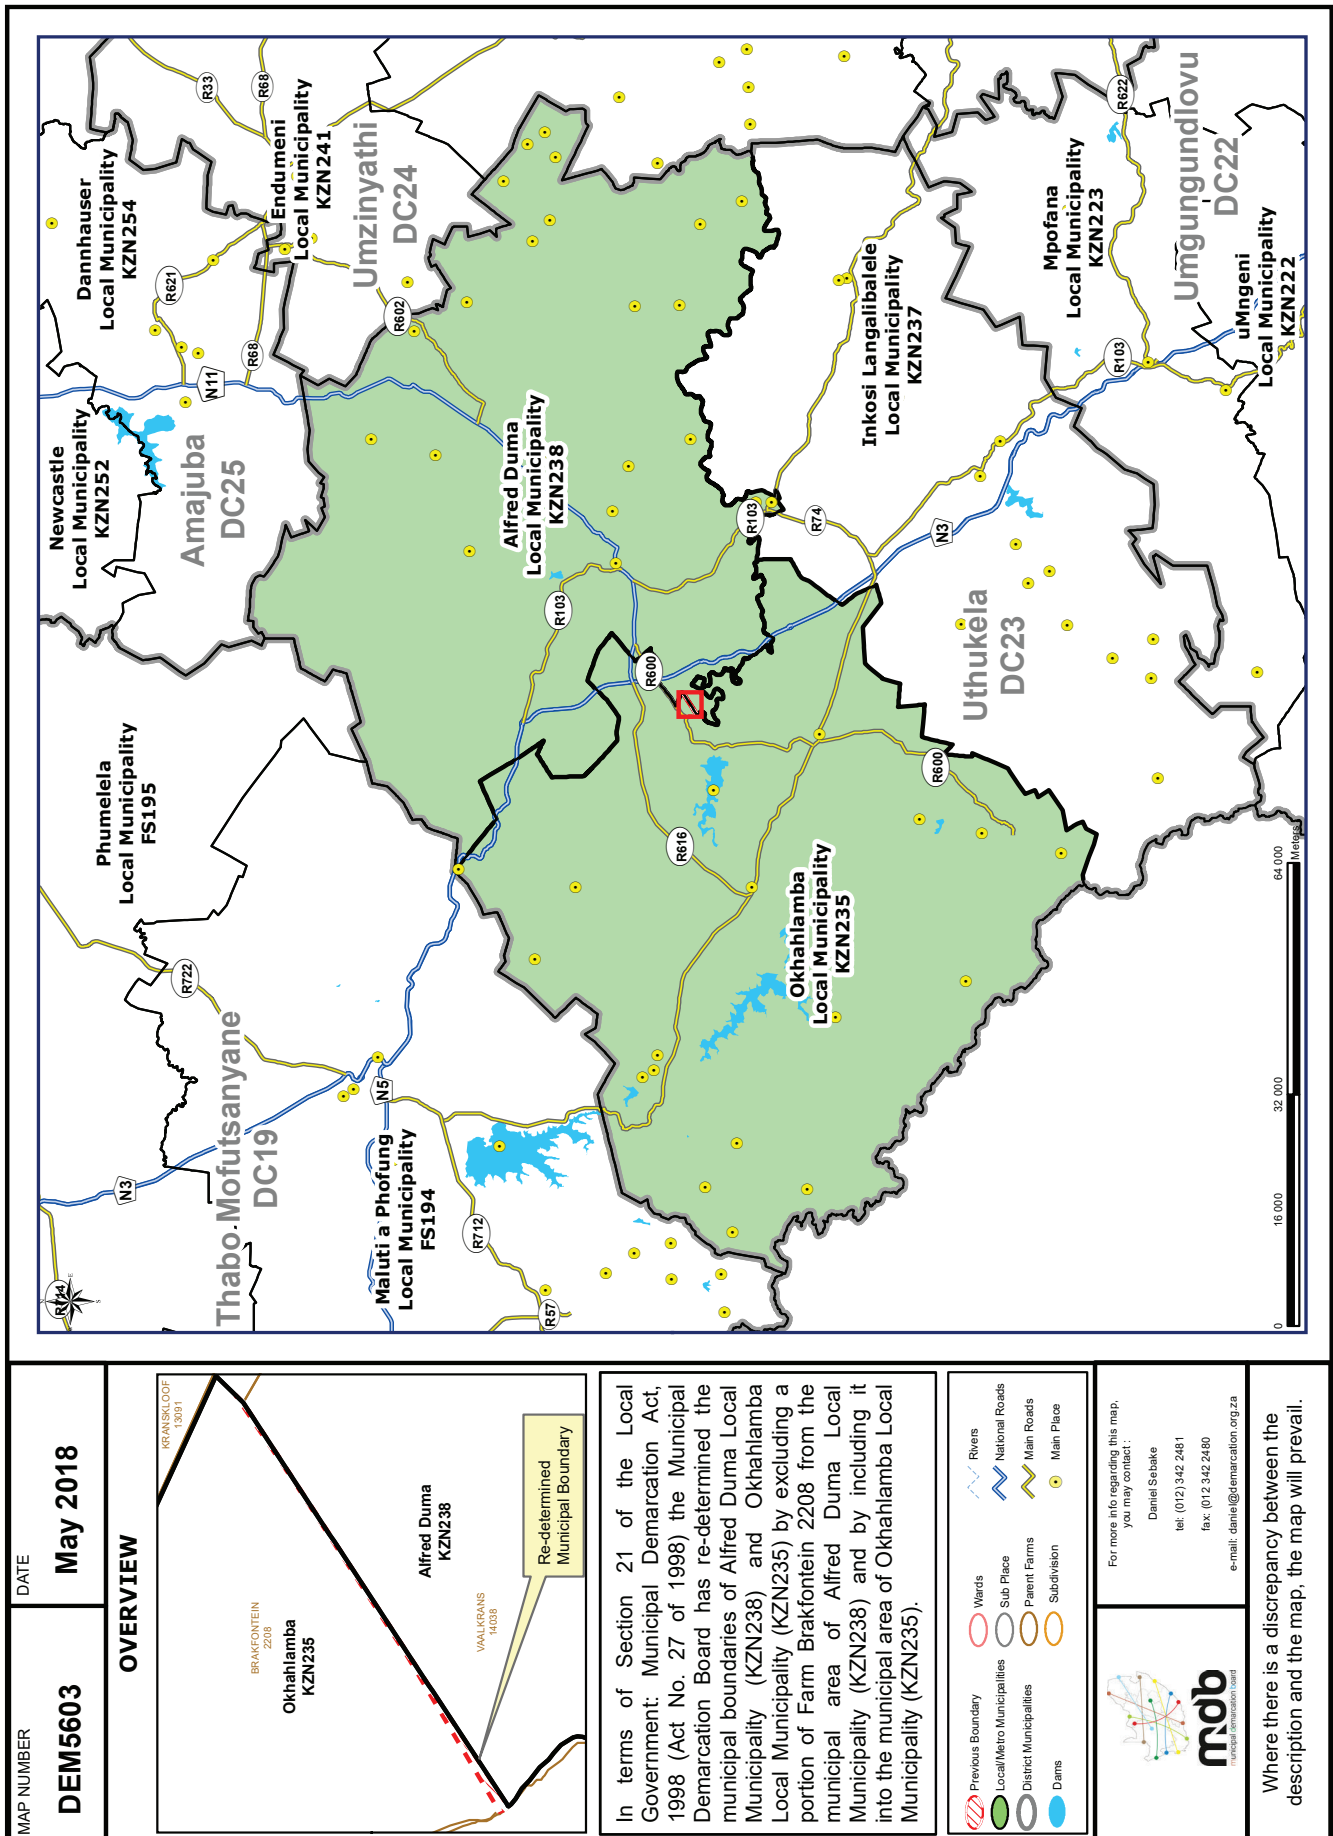 MAP NUMBER
DEM5603
DATE
May 2018
OVERVIEW
KRANSKLOOF
13091
BRAKFONTEIN
2208
Okhahlamba
KZN235
Alfred Duma
KZN238
VAALKRANS
14038
Re-determined
Municipal Boundary
In terms of Section 21 of the Local
Government: Municipal Demarcation Act,
1998 (Act No. 27 of 1998) the Municipal
Demarcation Board has re-determined the
municipal boundaries of Alfred Duma Local
Municipality (KZN238) and Okhahlamba
Local Municipality (KZN235) by excluding a
portion of Farm Brakfontein 2208 from the
municipal area of Alfred Duma Local
Municipality (KZN238) and by including it
into the municipal area of Okhahlamba Local
Municipality (KZN235).
Previous Boundary
Local/Metro Municipalities
District Municipalities
Dams
Wards
Sub Place
Parent Farms
Subdivision
Rivers
National Roads
Main Roads
Main Place
mdb
municipal demarcation board
For more info regarding this map,
you may contact :
Daniel Sebake
tel: (012) 342 2481
fax: (012 342 2480
e-mail: daniel@demarcation.org.za
Where there is a discrepancy between the
description and the map, the map will prevail.
R714
N
E
S
N3
Thabo Mofutsanyane
DC19
Maluti a Phofung
Local Municipality
FS194
N5
R712
R57
R722
Phumelela
Local Municipality
FS195
Newcastle
Local Municipality
KZN252
Amajuba
DC25
N11
Dannhauser
Local Municipality
KZN254
R621
R68
R33
R68
Endumeni
Local Municipality
KZN241
Umzinyathi
DC24
R602
Alfred Duma
Local Municipality
KZN238
R103
R600
R616
R103
R74
Okhahlamba
Local Municipality
KZN235
R600
Uthukela
DC23
N3
Inkosi Langalibalele
Local Municipality
KZN237
Mpofana
Local Municipality
KZN223
R622
Umgungundlovu
DC22
R103
uMngeni
Local Municipality
KZN222
0
16 000
32 000
64 000
Meters